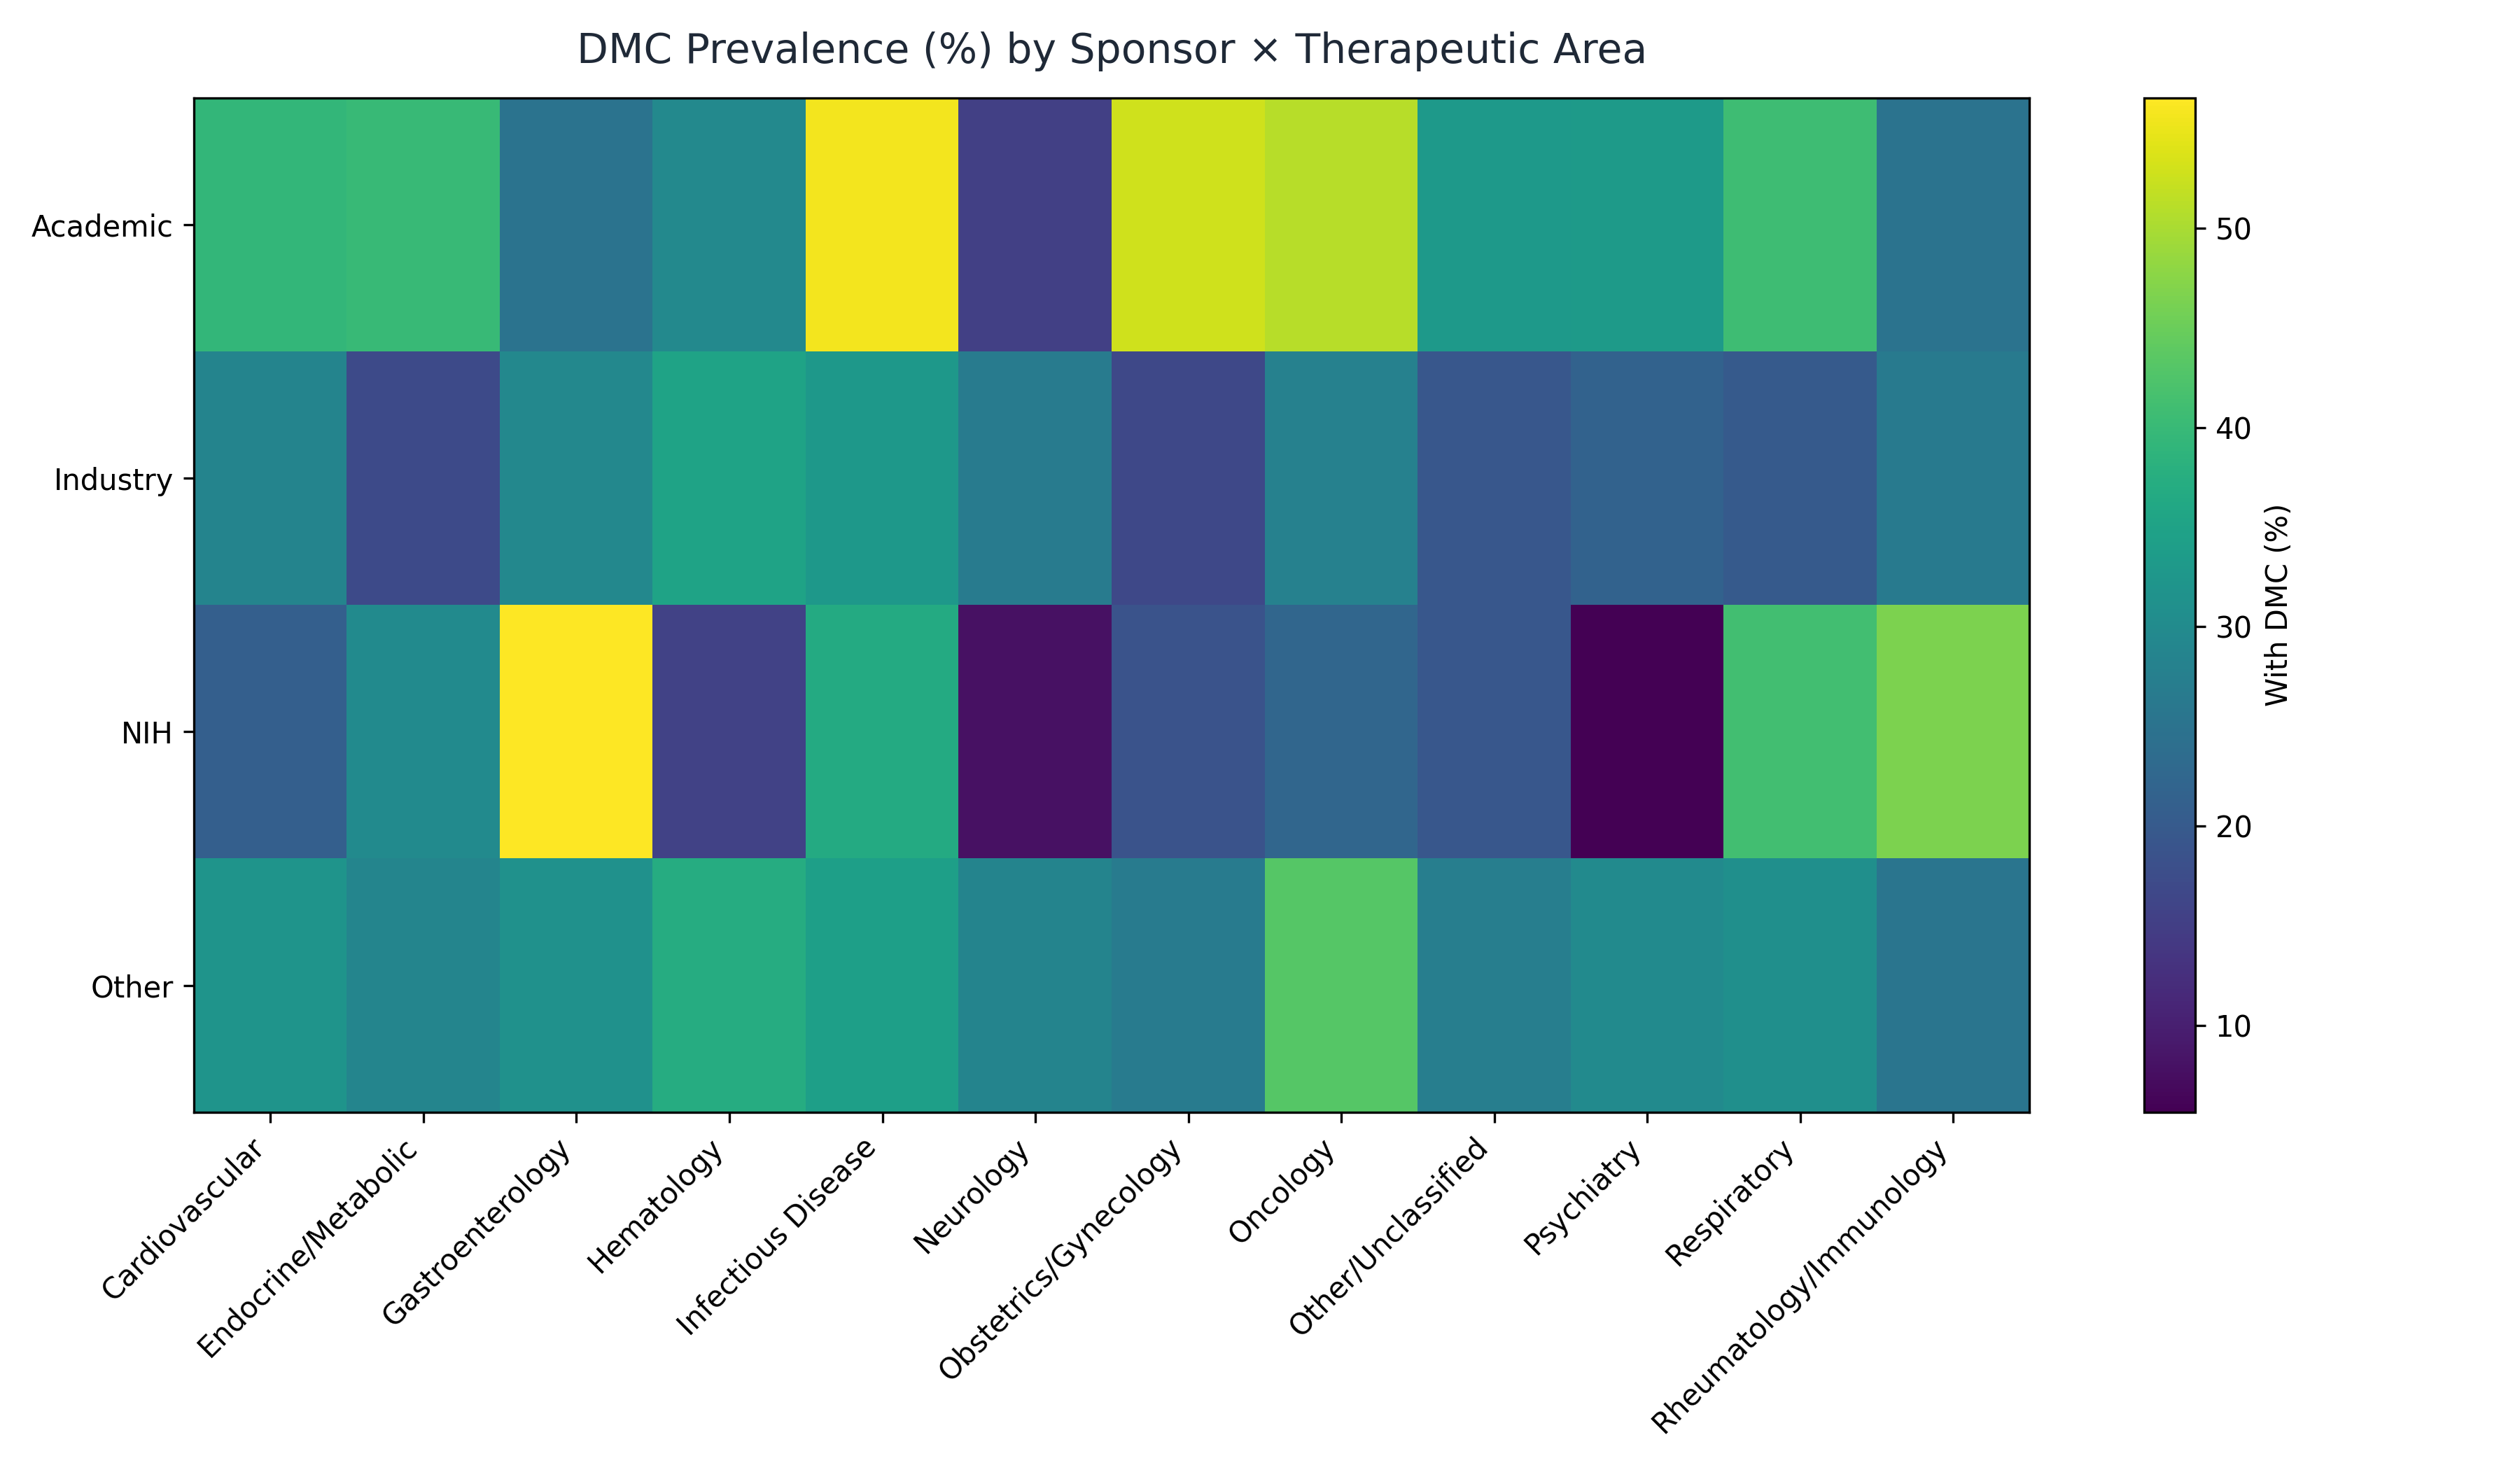 DMC Prevalence (%) by Sponsor × Therapeutic Area
Academic
Industry
NIH
Other
Cardiovascular
Endocrine/Metabolic
Gastroenterology
Hematology
Infectious Disease
Neurology
Obstetrics/Gynecology
Oncology
Other/Unclassified
Psychiatry
Respiratory
Rheumatology/Immunology
50
40
30
20
10
With DMC (%)